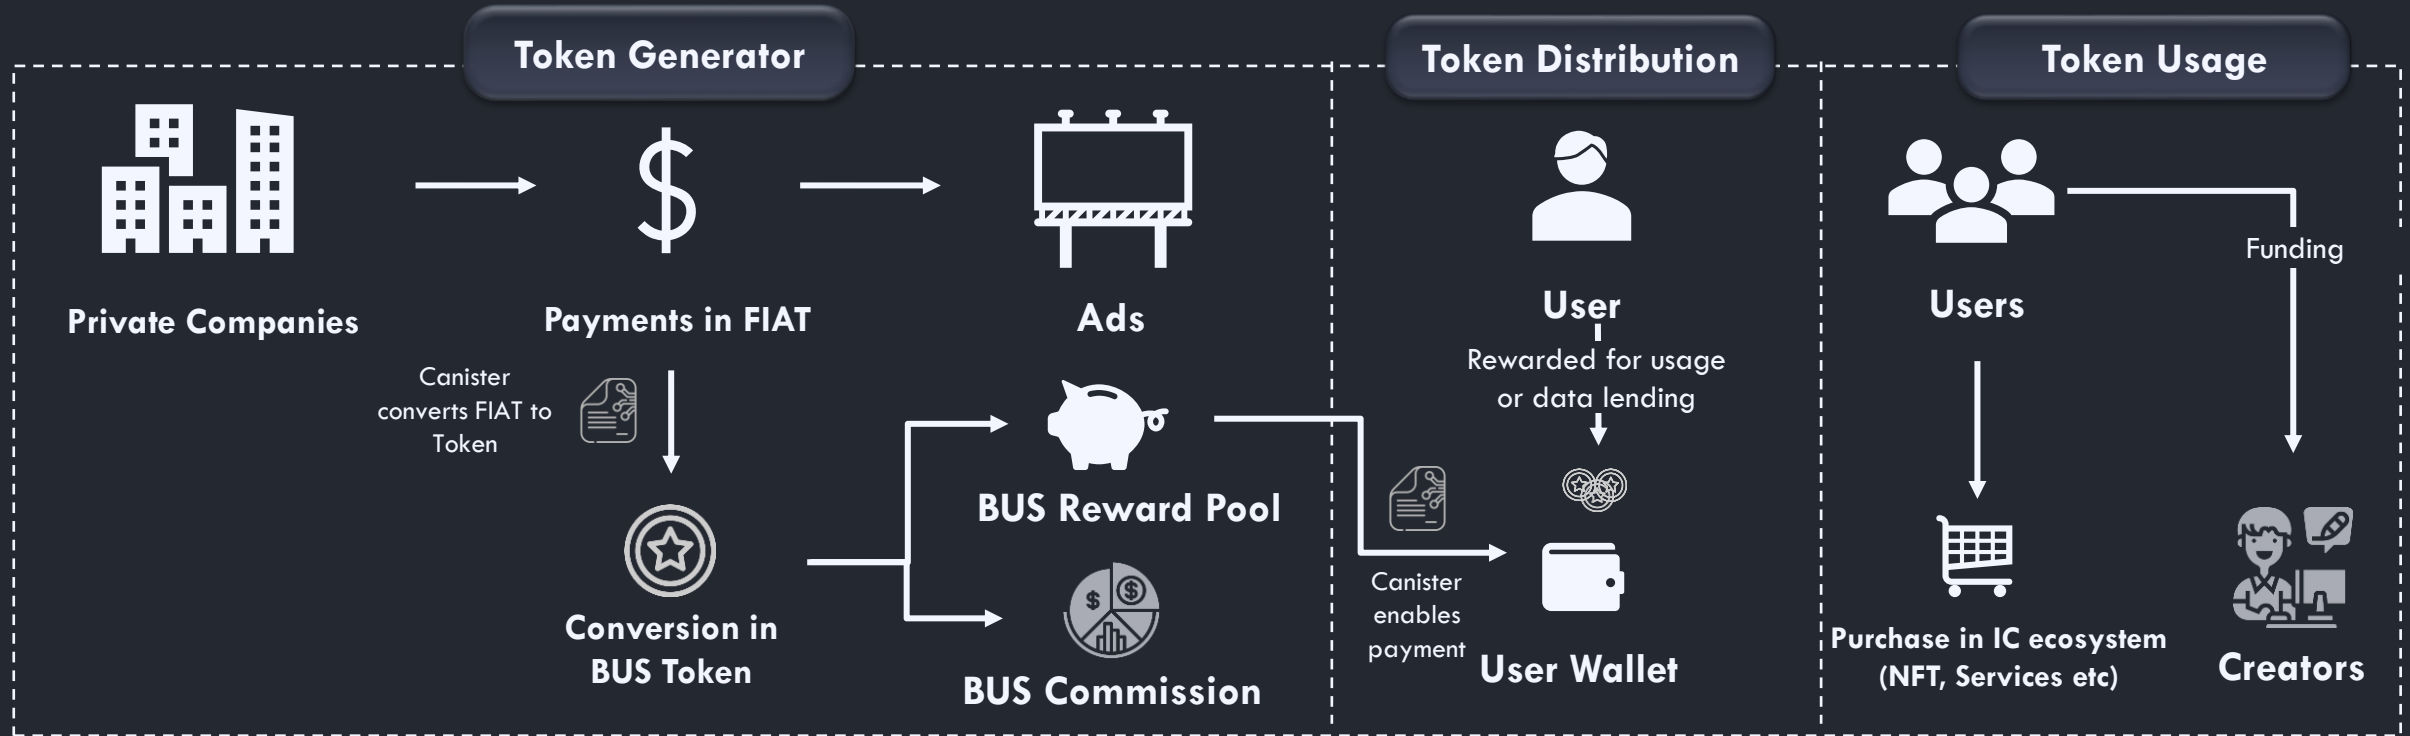 Token Generator
Token Distribution
Token Usage
Private Companies
Payments in FIAT
Ads
Canister
converts FIAT to
Token
Conversion in
BUS Token
BUS Reward Pool
BUS Commission
User
Rewarded for usage
or data lending
Canister
enables
payment
User Wallet
Users
Funding
Purchase in IC ecosystem
(NFT, Services etc)
Creators